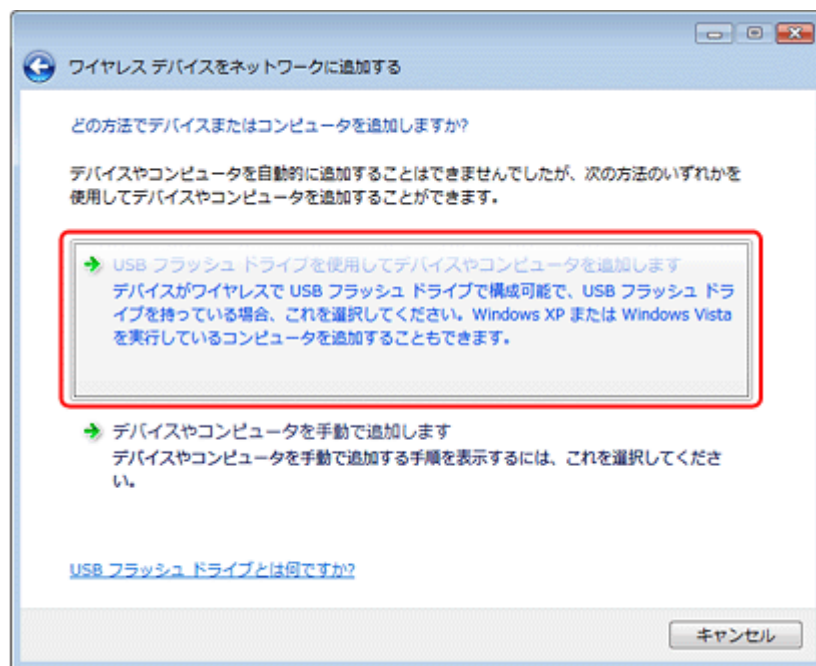 ワイヤレス デバイスをネットワークに追加する
どの方法でデバイスまたはコンピュータを追加しますか?
デバイスやコンピュータを自動的に追加することはできませんでしたが、次の方法のいずれかを
使用してデバイスやコンピュータを追加することができます。
USB フラッシュ ドライブを使用してデバイスやコンピュータを追加します
デバイスがワイヤレスで USB フラッシュ ドライブで構成可能で、USB フラッシュ ドラ
イブを持っている場合、これを選択してください。Windows XP または Windows Vista
を実行しているコンピュータを追加することもできます。
デバイスやコンピュータを手動で追加します
デバイスやコンピュータを手動で追加する手順を表示するには、これを選択してくださ
い。
USB フラッシュ ドライブとは何ですか?
キャンセル